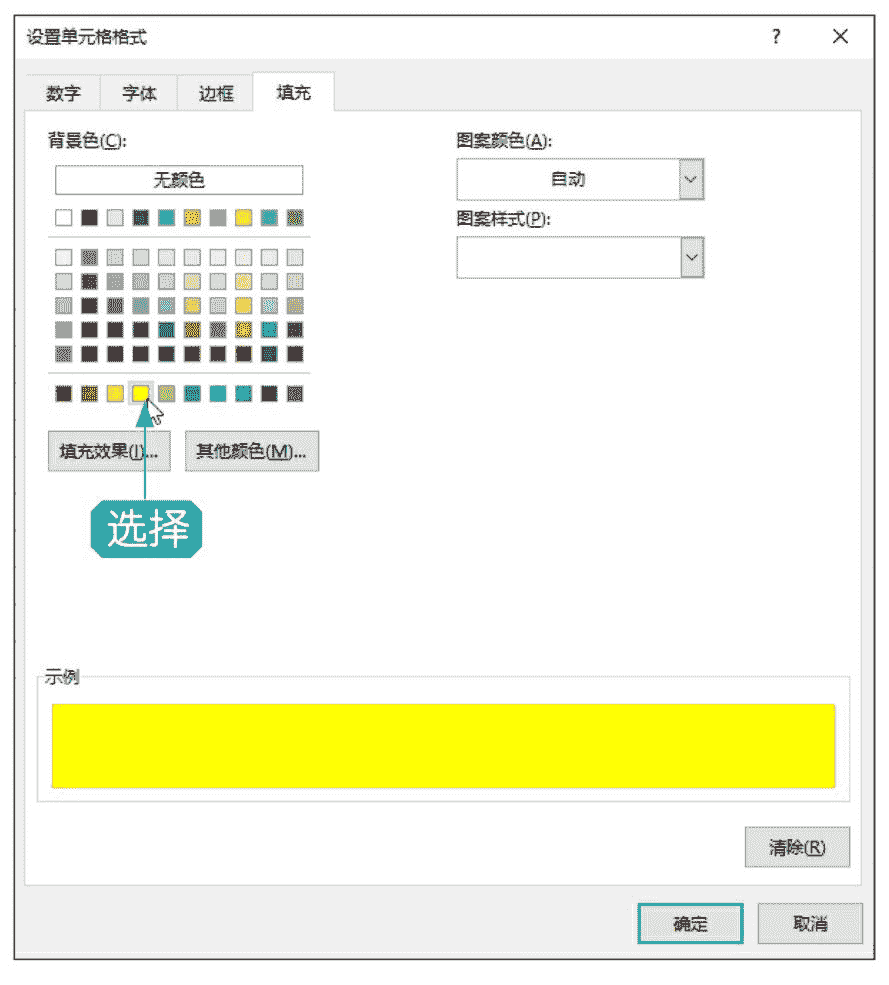 设置单元格格式 ?
数字 字体 边框 填充
背景色(C): 图案颜色(A):
无颜色 自动
图案样式(P):
填充效果(I)... 其他颜色(M)...
选择
示例
清除(R)
确定 取消